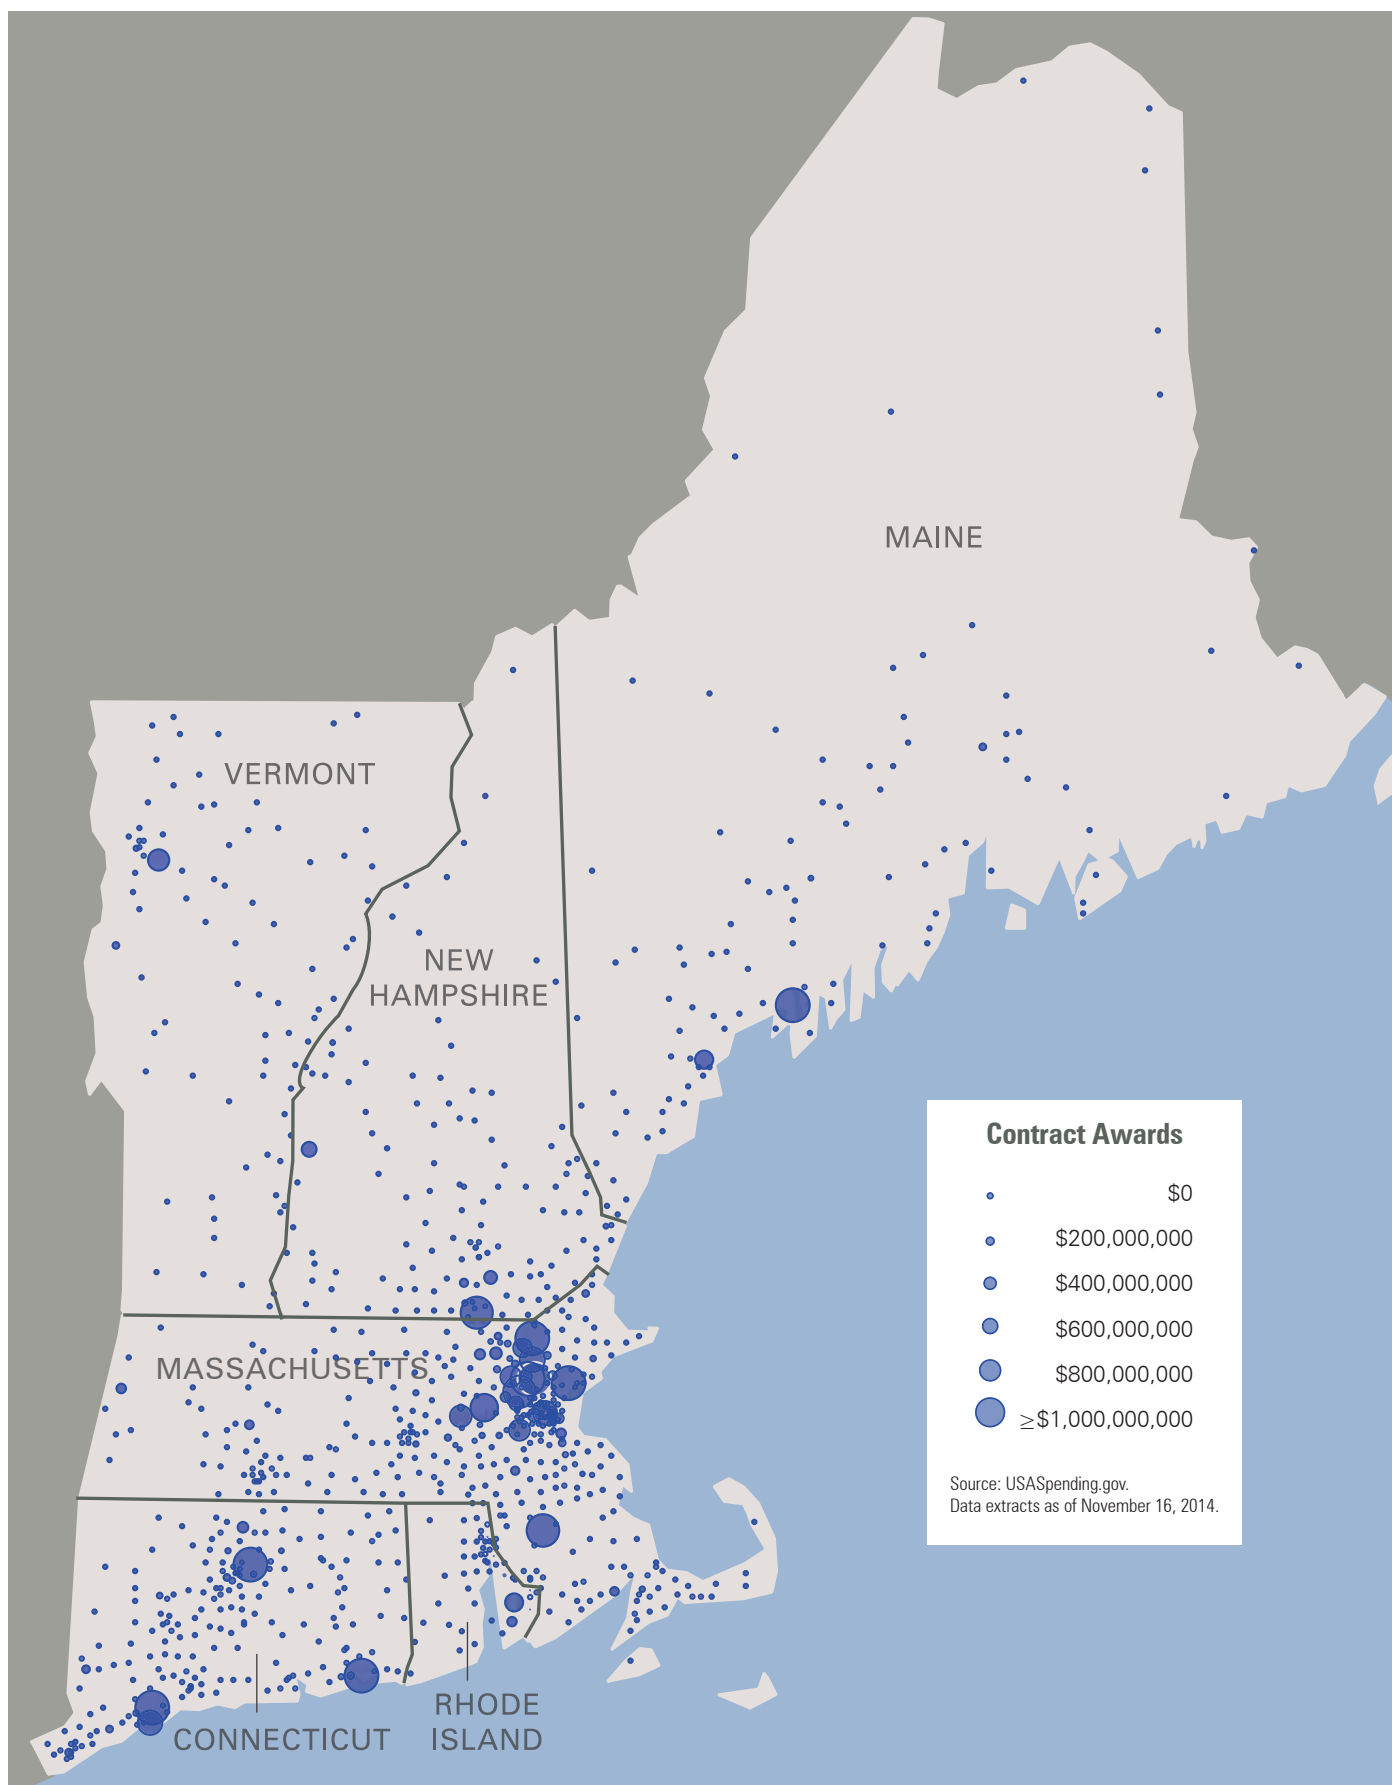 MAINE
VERMONT
NEW
HAMPSHIRE
Contract Awards
$0
$200,000,000
$400,000,000
$600,000,000
$800,000,000
≥$1,000,000,000
Source: USASpending.gov.
Data extracts as of November 16, 2014.
MASSACHUSETTS
RHODE
ISLAND
CONNECTICUT